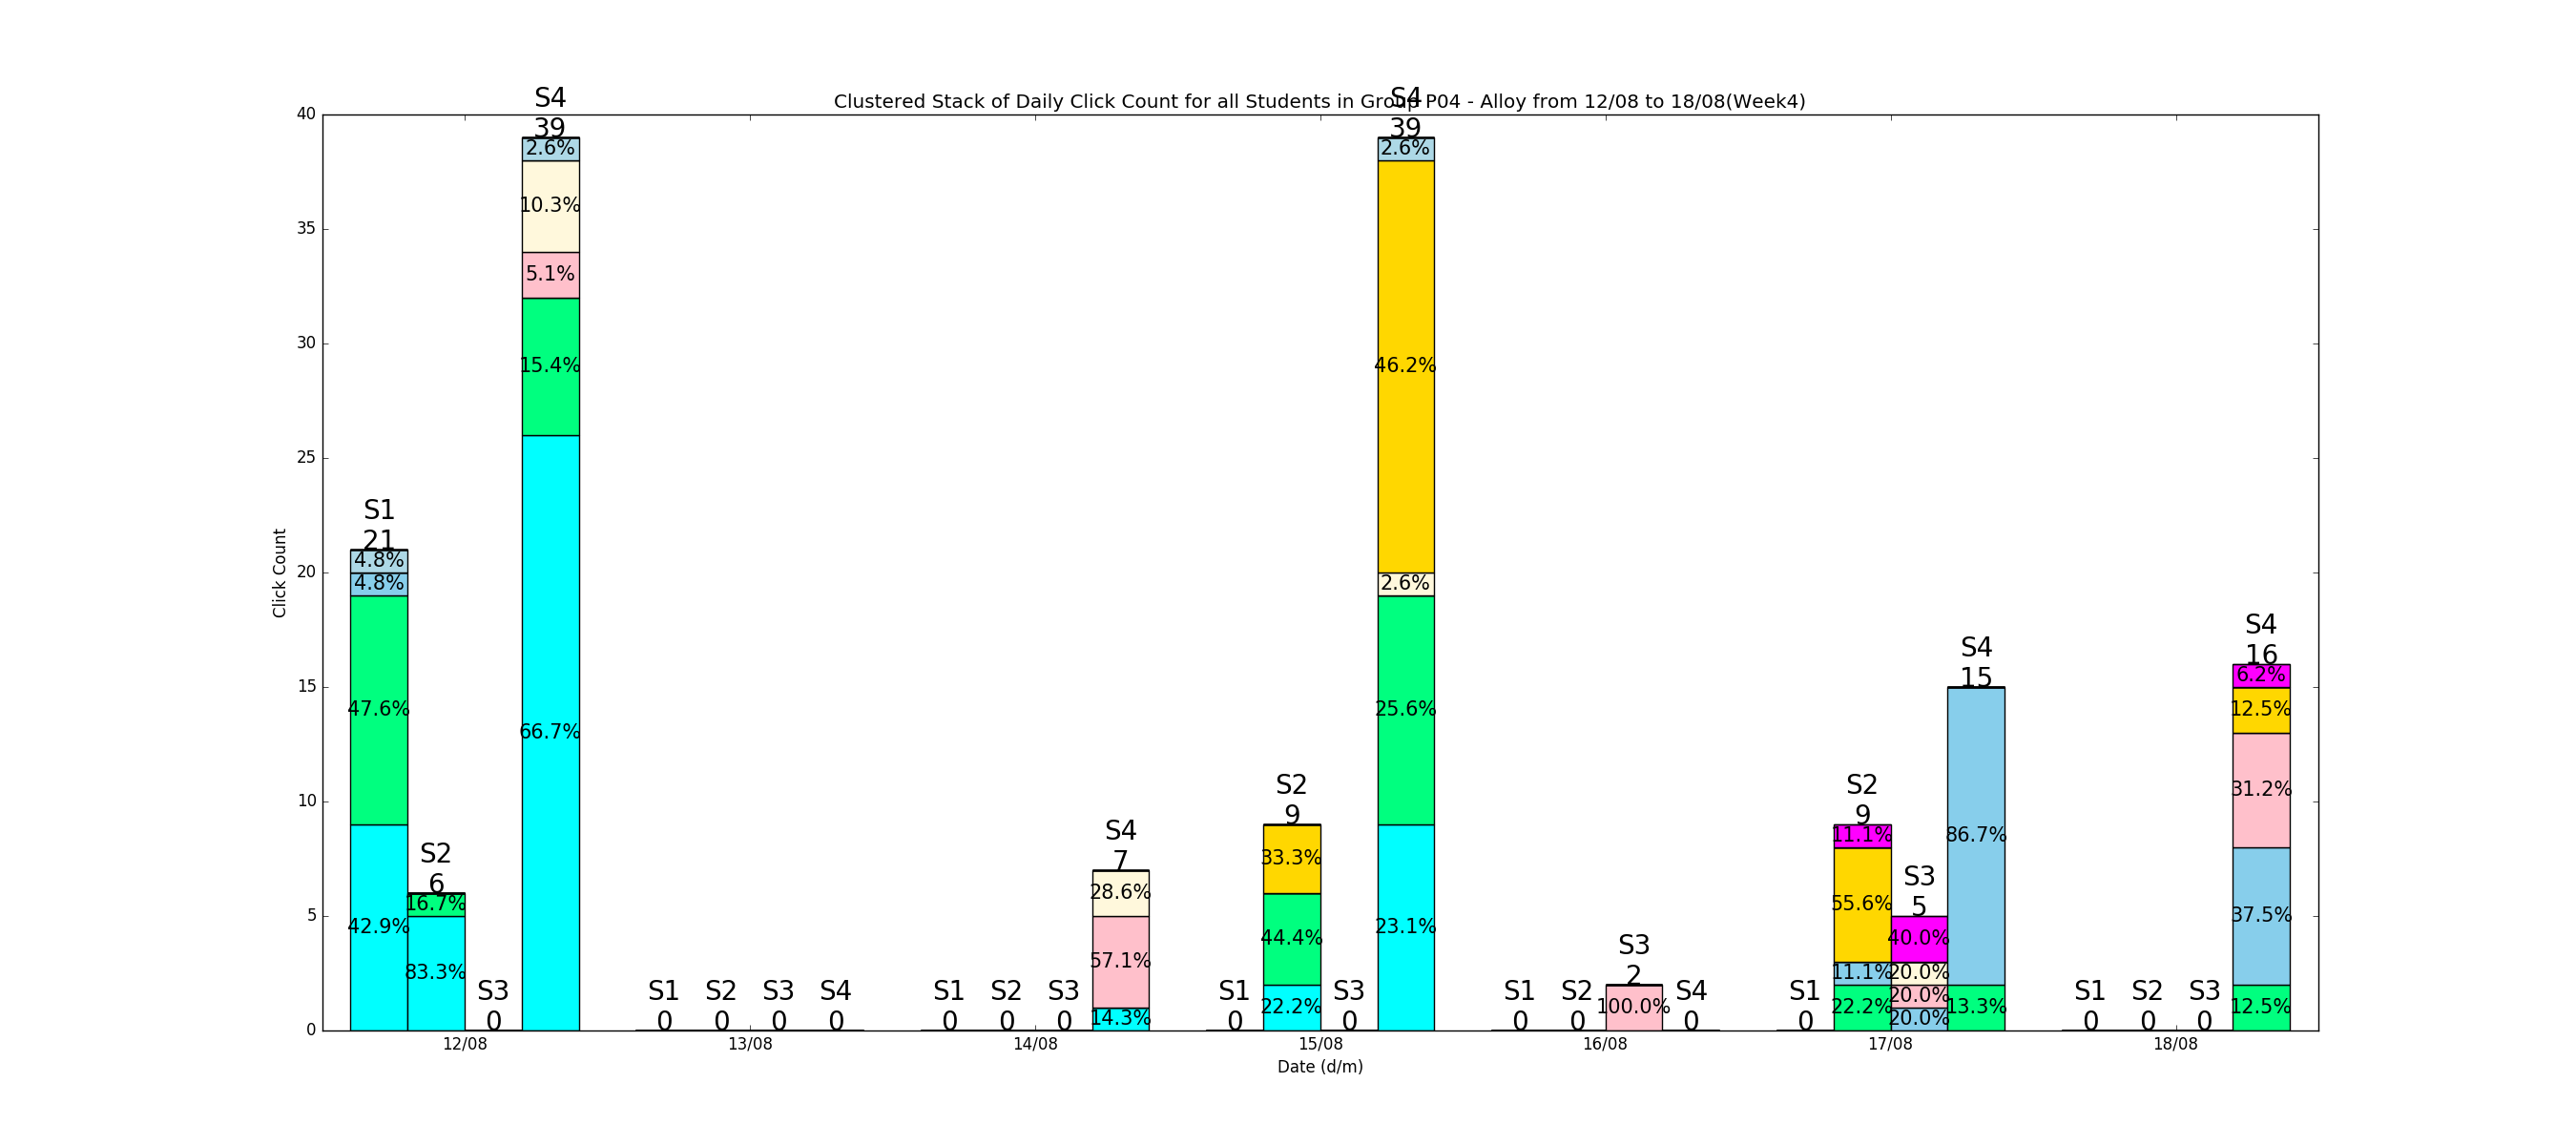 Clustered Stack of Daily Click Count for all Students in Group P04 - Alloy from 12/08 to 18/08(Week4)
Click Count
40
35
30
25
20
15
10
5
0
S1
21
4.8%
4.8%
47.6%
42.9%
S2
6
16.7%
83.3%
S3
0
S4
39
2.6%
10.3%
5.1%
15.4%
66.7%
S1
0
S2
0
S3
0
S4
0
S1
0
S2
0
S3
0
S4
7
28.6%
57.1%
14.3%
S1
0
S2
9
33.3%
44.4%
22.2%
S3
0
S4
39
2.6%
46.2%
2.6%
25.6%
23.1%
S1
0
S2
0
S3
2
100.0%
S4
0
S1
0
S2
9
11.1%
55.6%
11.1%
22.2%
S3
5
40.0%
20.0%
20.0%
20.0%
S4
15
86.7%
13.3%
S1
0
S2
0
S3
0
S4
16
6.2%
12.5%
31.2%
37.5%
12.5%
12/08 13/08 14/08 15/08 16/08 17/08 18/08
Date (d/m)